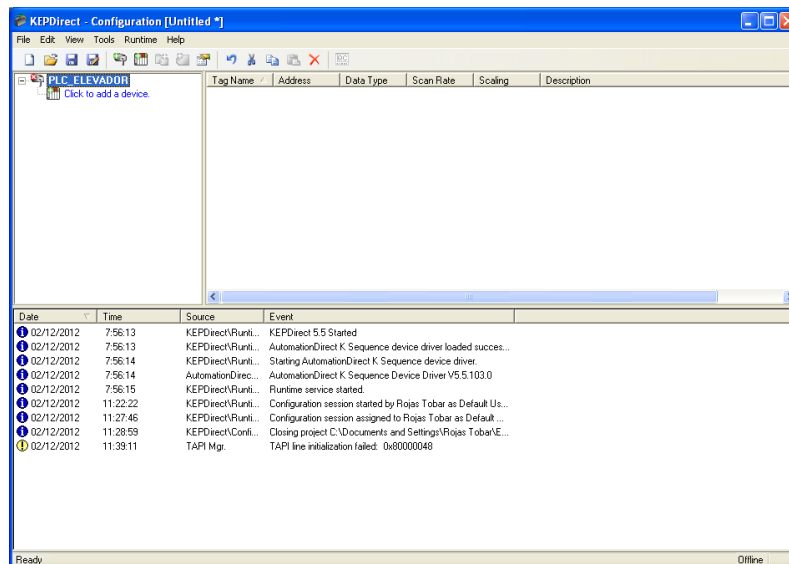 KEPDirect - Configuration [Untitled *]
File Edit View Tools Runtime Help
PLC_ELEVADOR
Click to add a device.
Tag Name Address Data Type Scan Rate Scaling Description
Date Time Source Event
02/12/2012 7:56:13 KEPDirect\Runti... KEPDirect 5.5 Started
02/12/2012 7:56:13 KEPDirect\Runti... AutomationDirect K Sequence device driver loaded succes...
02/12/2012 7:56:14 KEPDirect\Runti... Starting AutomationDirect K Sequence device driver.
02/12/2012 7:56:14 AutomationDirec... AutomationDirect K Sequence Device Driver V5.5.103.0
02/12/2012 7:56:15 KEPDirect\Runti... Runtime service started.
02/12/2012 11:22:22 KEPDirect\Runti... Configuration session started by Rojas Tobar as Default Us...
02/12/2012 11:27:46 KEPDirect\Runti... Configuration session assigned to Rojas Tobar as Default ...
02/12/2012 11:28:59 KEPDirect\Confi... Closing project C:\Documents and Settings\Rojas Tobar\E...
02/12/2012 11:39:11 TAPI Mgr. TAPI line initialization failed: 0x80000048
Ready Offline